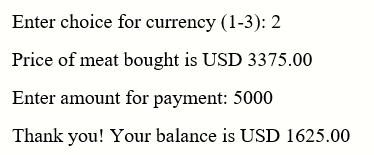 Enter choice for currency (1-3): 2
Price of meat bought is USD 3375.00
Enter amount for payment: 5000
Thank you! Your balance is USD 1625.00